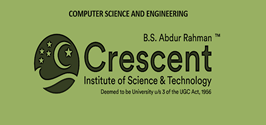 COMPUTER SCIENCE AND ENGINEERING
B.S. Abdur Rahman ™
Crescent
Institute of Science & Technology
Deemed to be University u/s 3 of the UGC Act, 1956